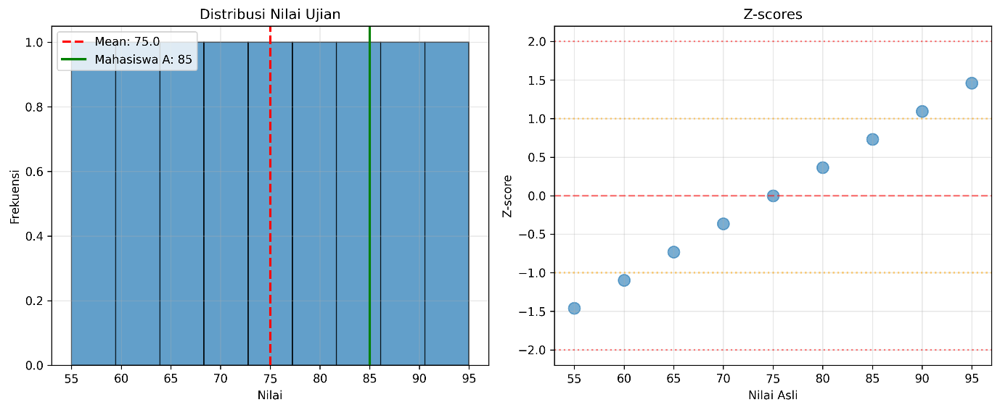 Distribusi Nilai Ujian
Mean: 75.0
Mahasiswa A: 85
1.0
0.8
0.6
0.4
0.2
0.0
Frekuensi
55 60 65 70 75 80 85 90 95
Nilai
Z-scores
2.0
1.5
1.0
0.5
0.0
−0.5
−1.0
−1.5
−2.0
Z-score
55 60 65 70 75 80 85 90 95
Nilai Asli